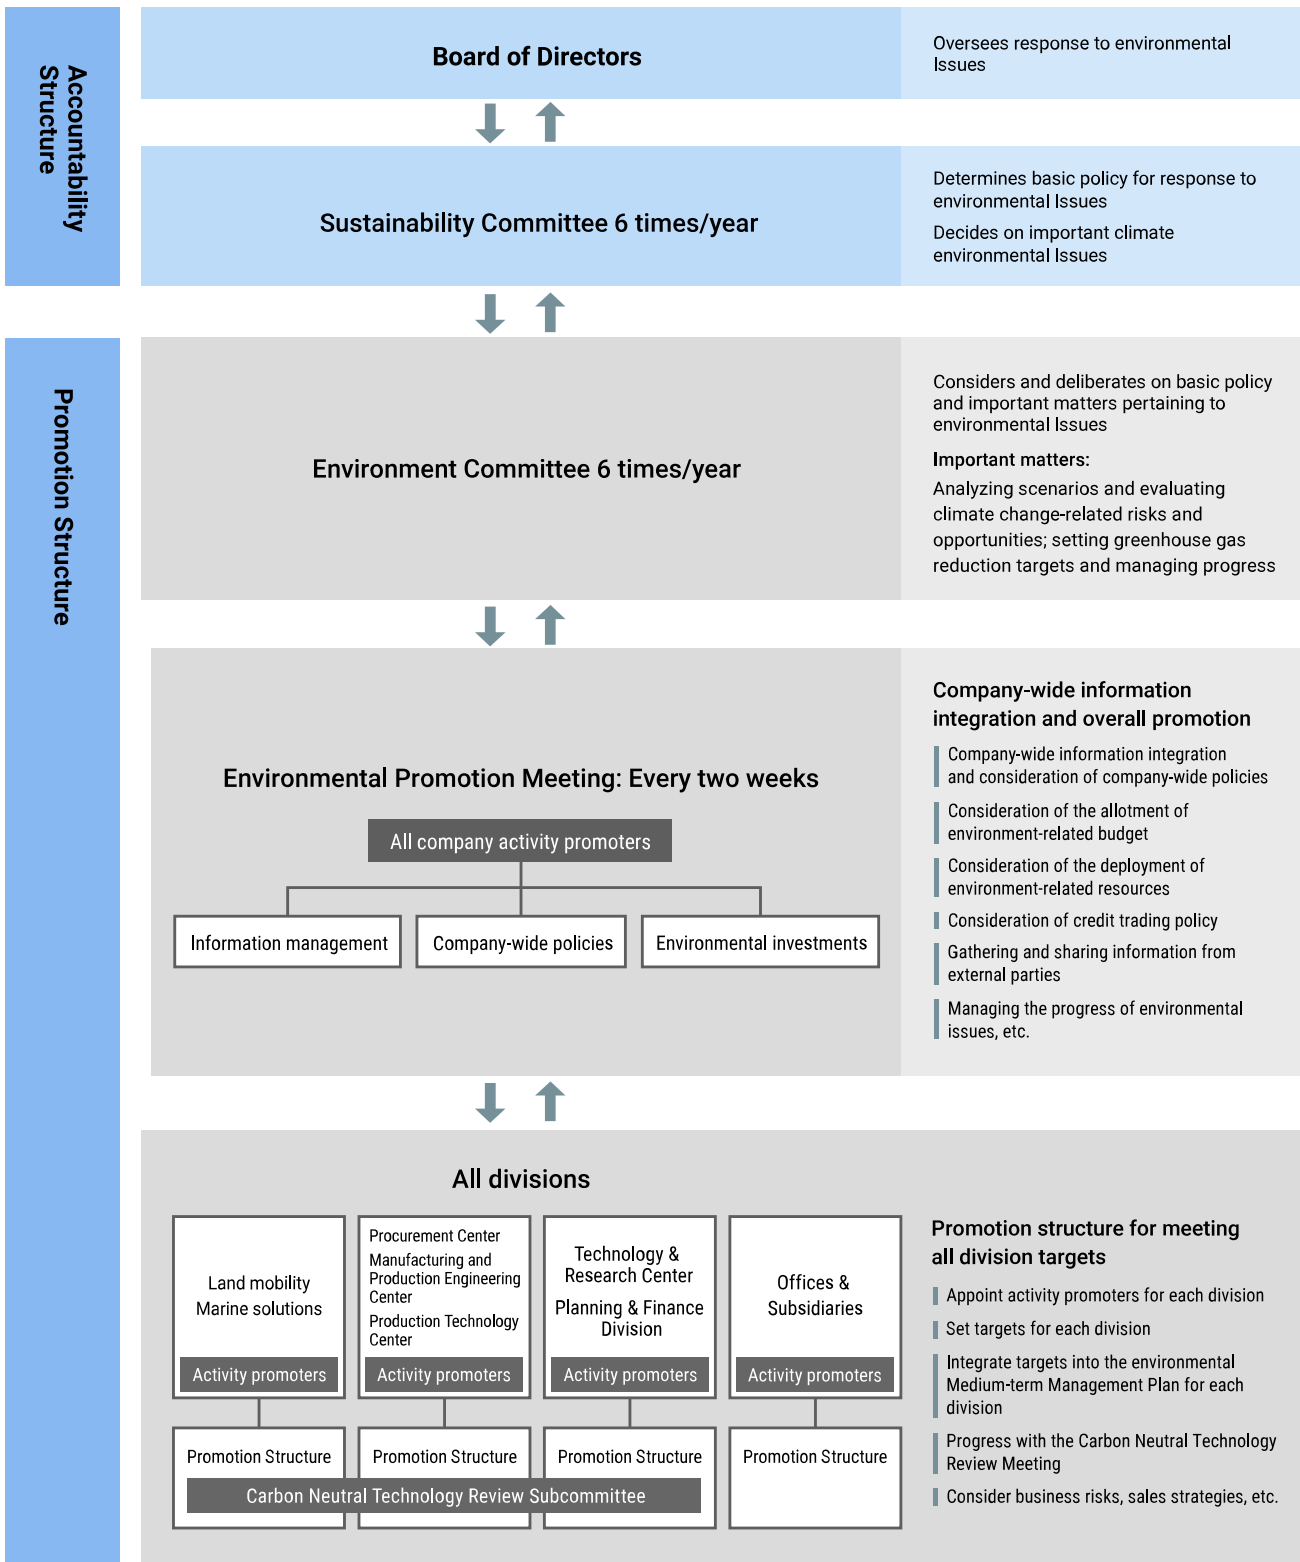 Accountability
Structure
Board of Directors
Oversees response to environmental
Issues
Sustainability Committee 6 times/year
Determines basic policy for response to
environmental Issues
Decides on important climate
environmental Issues
Promotion Structure
Environment Committee 6 times/year
Considers and deliberates on basic policy
and important matters pertaining to
environmental Issues
Important matters:
Analyzing scenarios and evaluating
climate change-related risks and
opportunities; setting greenhouse gas
reduction targets and managing progress
Environmental Promotion Meeting: Every two weeks
All company activity promoters
Information management
Company-wide policies
Environmental investments
Company-wide information
integration and overall promotion
Company-wide information integration
and consideration of company-wide policies
Consideration of the allotment of
environment-related budget
Consideration of the deployment of
environment-related resources
Consideration of credit trading policy
Gathering and sharing information from
external parties
Managing the progress of environmental
issues, etc.
All divisions
Land mobility
Marine solutions
Activity promoters
Promotion Structure
Procurement Center
Manufacturing and
Production Engineering
Center
Production Technology
Center
Activity promoters
Promotion Structure
Technology &
Research Center
Planning & Finance
Division
Activity promoters
Promotion Structure
Offices &
Subsidiaries
Activity promoters
Promotion Structure
Carbon Neutral Technology Review Subcommittee
Promotion structure for meeting
all division targets
Appoint activity promoters for each division
Set targets for each division
Integrate targets into the environmental
Medium-term Management Plan for each
division
Progress with the Carbon Neutral Technology
Review Meeting
Consider business risks, sales strategies, etc.